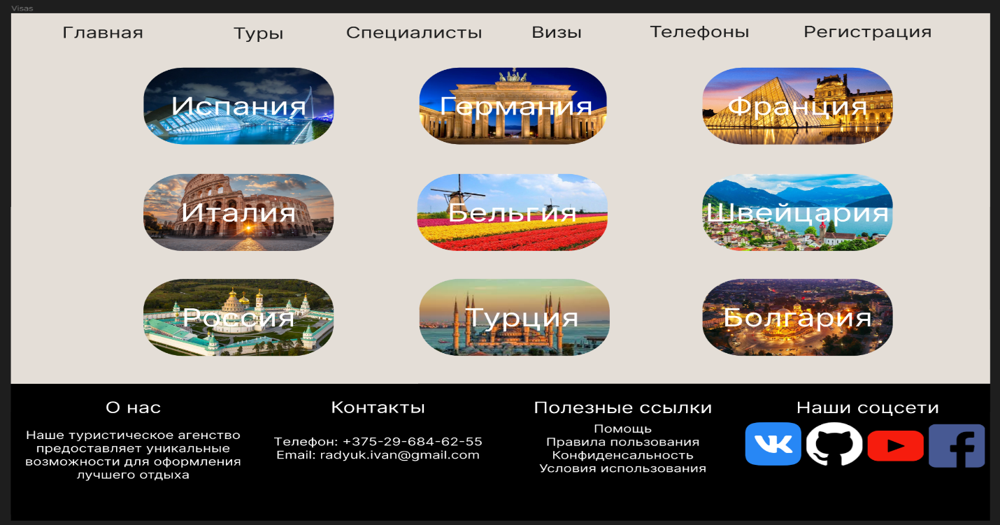 Visas
Главная Туры Специалисты Визы Телефоны Регистрация
Испания Германия Франция
Италия Бельгия Швейцария
Россия Турция Болгария
О нас
Наше туристическое агенство
предоставляет уникальные
возможности для оформления
лучшего отдыха
Контакты
Телефон: +375-29-684-62-55
Email: radyuk.ivan@gmail.com
Полезные ссылки
Помощь
Правила пользования
Конфиденсальность
Условия использования
Наши соцсети